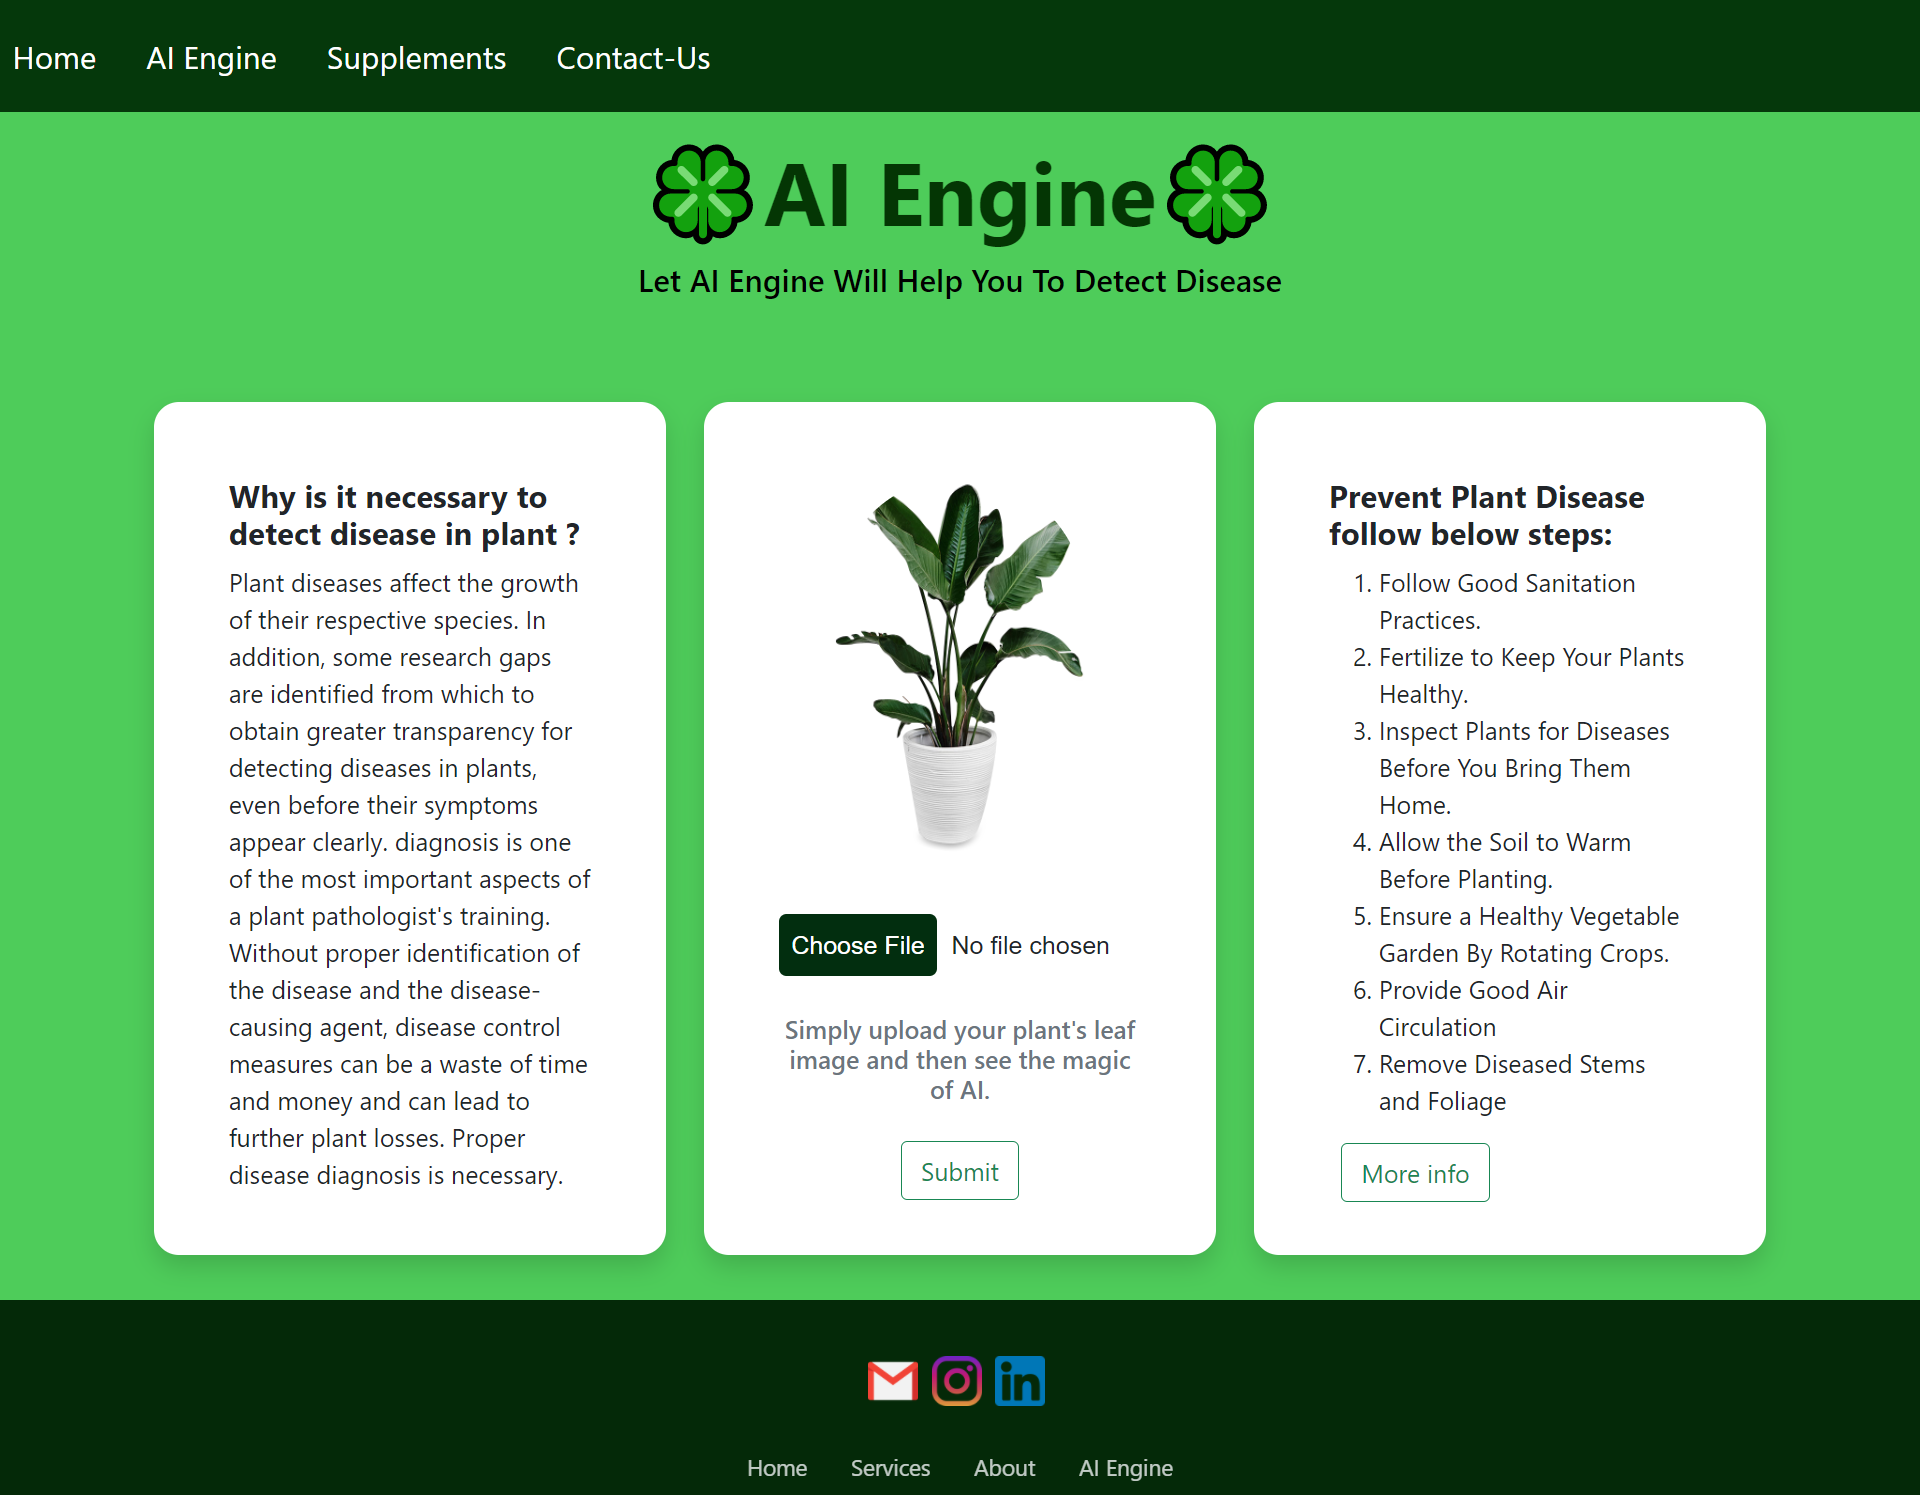 Home AI Engine Supplements Contact-Us
AI Engine
Let AI Engine Will Help You To Detect Disease
Why is it necessary to
detect disease in plant ?
Plant diseases affect the growth
of their respective species. In
addition, some research gaps
are identified from which to
obtain greater transparency for
detecting diseases in plants,
even before their symptoms
appear clearly. diagnosis is one
of the most important aspects of
a plant pathologist's training.
Without proper identification of
the disease and the disease-
causing agent, disease control
measures can be a waste of time
and money and can lead to
further plant losses. Proper
disease diagnosis is necessary.
Choose File No file chosen
Simply upload your plant's leaf
image and then see the magic
of AI.
Submit
Prevent Plant Disease
follow below steps:
1. Follow Good Sanitation
Practices.
2. Fertilize to Keep Your Plants
Healthy.
3. Inspect Plants for Diseases
Before You Bring Them
Home.
4. Allow the Soil to Warm
Before Planting.
5. Ensure a Healthy Vegetable
Garden By Rotating Crops.
6. Provide Good Air
Circulation
7. Remove Diseased Stems
and Foliage
More info
in
Home Services About AI Engine